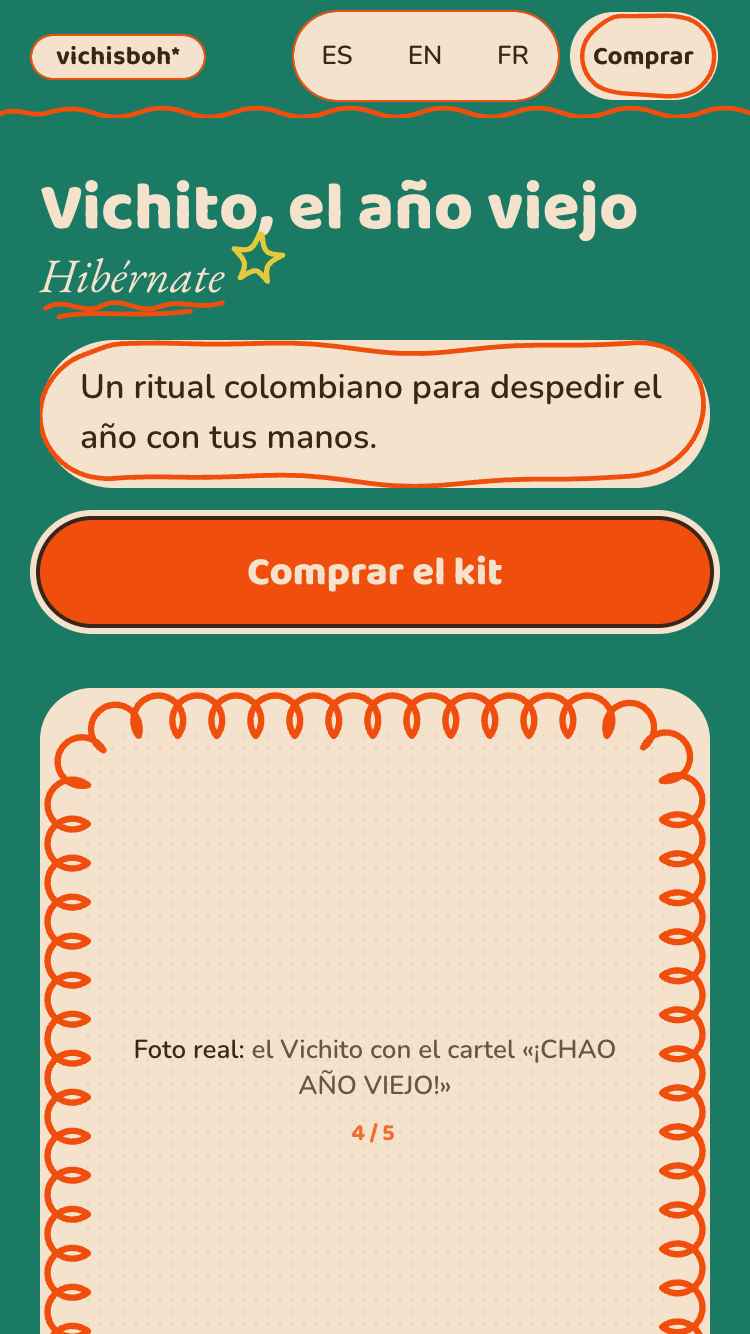 vichisboh*
ES EN FR
Comprar
Vichito, el año viejo
Hibérnate
Un ritual colombiano para despedir el
año con tus manos.
Comprar el kit
Foto real: el Vichito con el cartel «¡CHAO
AÑO VIEJO!»
4 / 5